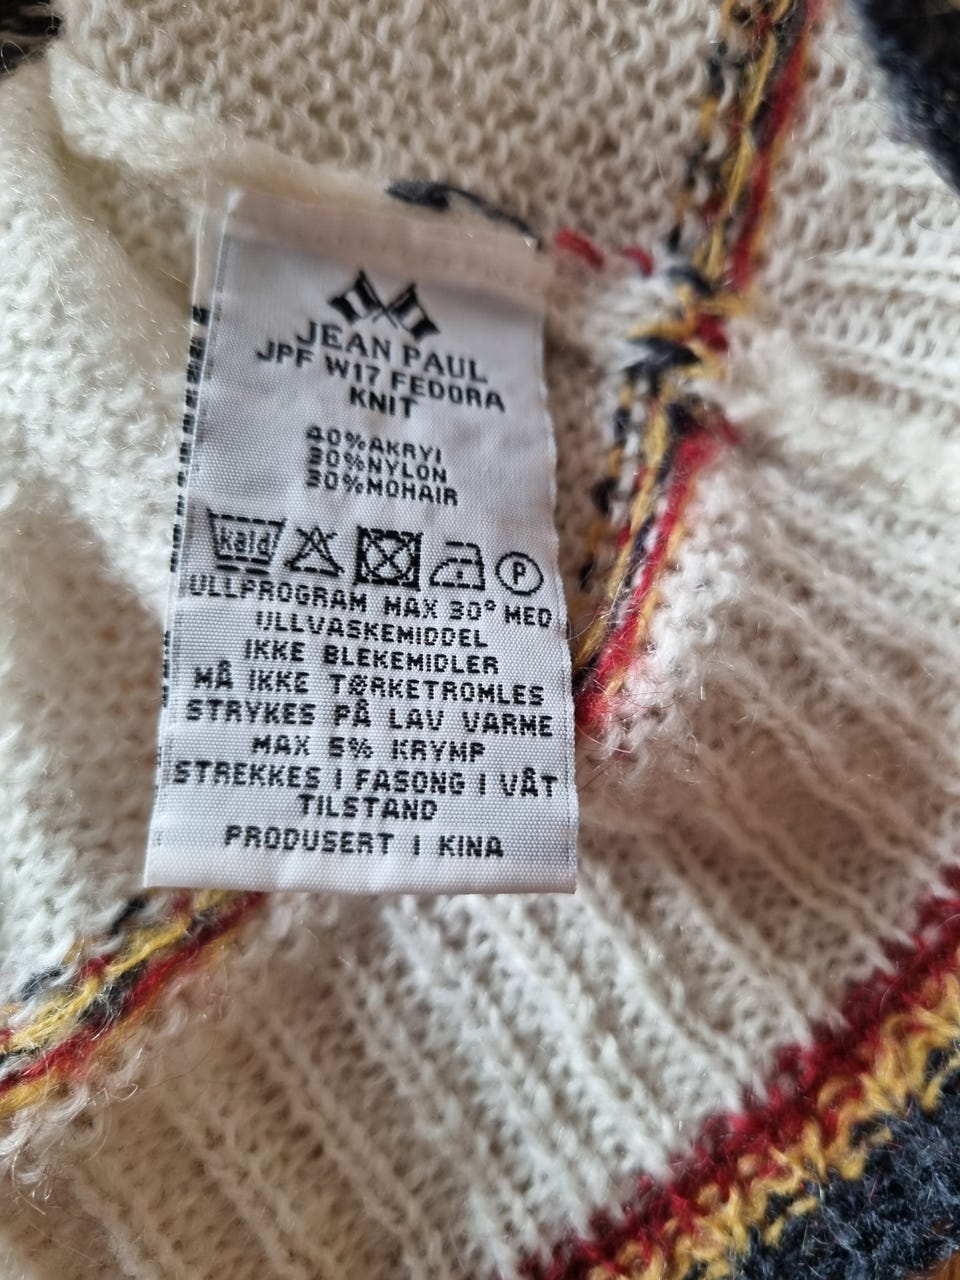 JEAN PAUL
JPF W17 FEDORA
KNIT
40%AKRYL
30%NYLON
30%MOHAIR
kald
P
ULLPROGRAM MAX 30° MED
ULLVASKEMIDDEL
IKKE BLEKEMIDLER
MÅ IKKE TØRKETROMLES
STRYKES PÅ LAV VARME
MAX 5% KRYMP
STREKKES I FASONG I VÅT
TILSTAND
PRODUSERT I KINA